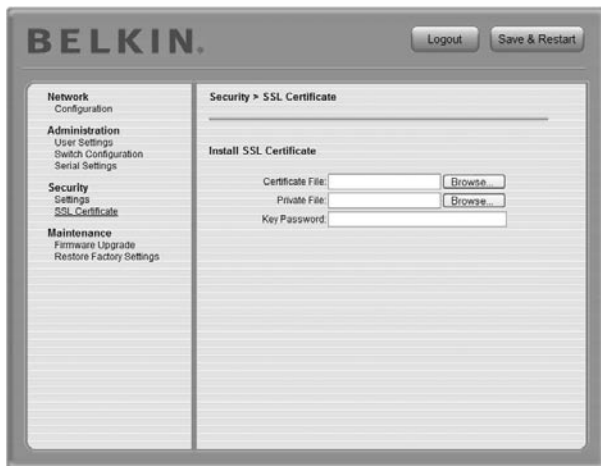 BELKIN.
Logout
Save & Restart
Network
Configuration
Administration
User Settings
Switch Configuration
Serial Settings
Security
Settings
SSL Certificate
Maintenance
Firmware Upgrade
Restore Factory Settings
Security > SSL Certificate
Install SSL Certificate
Certificate File: Browse...
Private File: Browse...
Key Password: